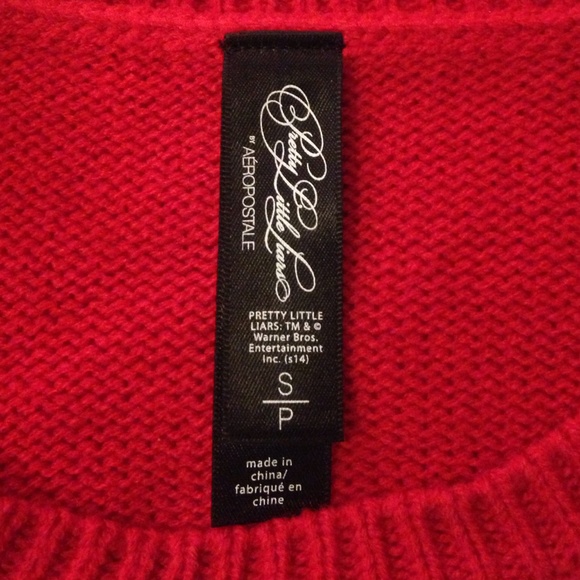 Pretty Little Liars
BY AÉROPOSTALE
PRETTY LITTLE
LIARS: TM & ©
Warner Bros.
Entertainment
Inc. (s14)
S
P
made in
china/
fabriqué en
chine